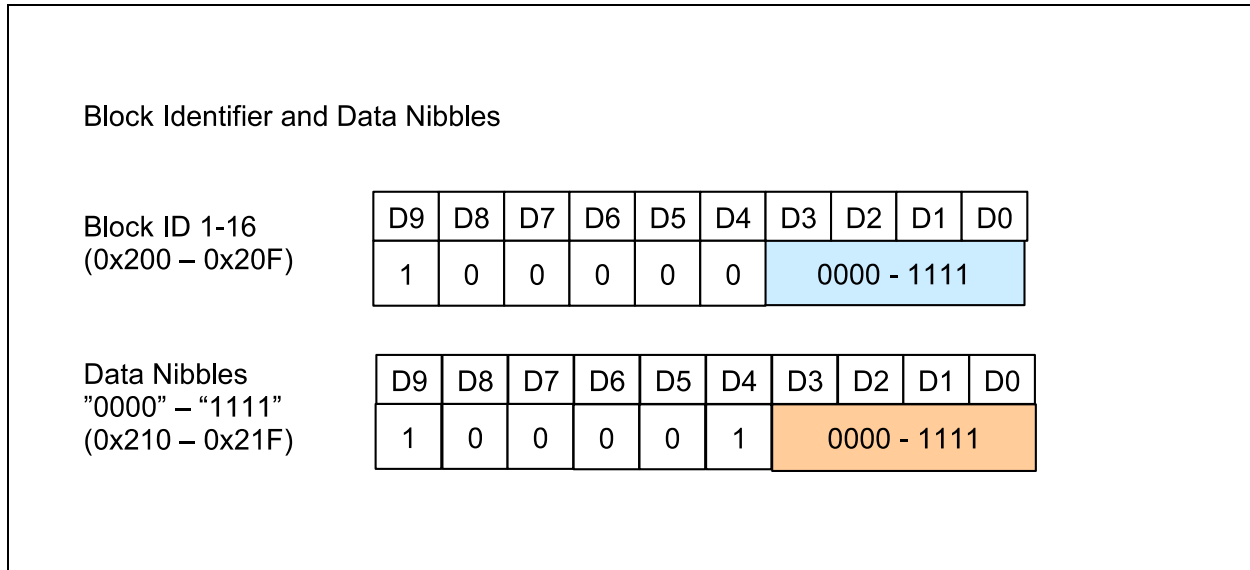 Block Identifier and Data Nibbles
Block ID 1-16
(0x200 – 0x20F)
D9 D8 D7 D6 D5 D4 D3 D2 D1 D0
1 0 0 0 0 0 0000 - 1111
Data Nibbles
”0000” – “1111”
(0x210 – 0x21F)
D9 D8 D7 D6 D5 D4 D3 D2 D1 D0
1 0 0 0 0 1 0000 - 1111